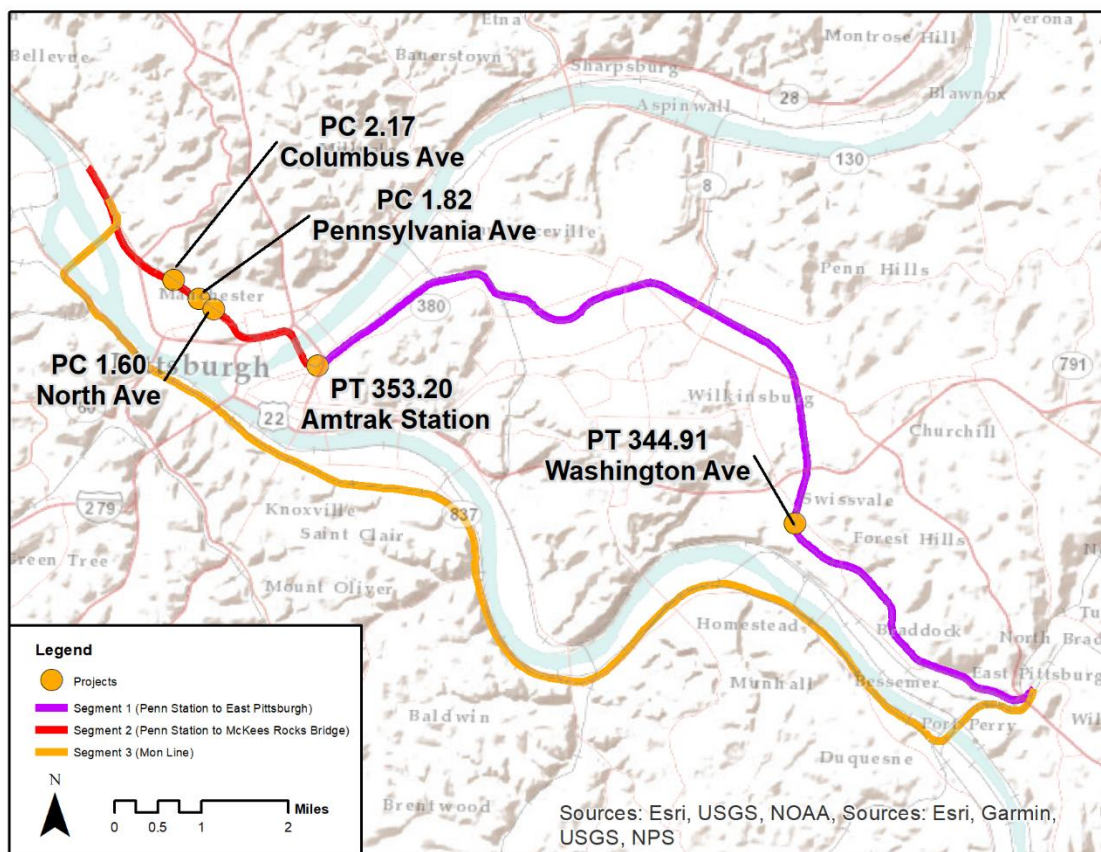 Etna
Verona
Bellevue
Bauerstown
Montrose Hill
Sharpsburg
28
Blawnox
Aspinwall
PC 2.17
Columbus Ave
130
8
PC 1.82
Pennsylvania Ave
Penn Hills
Manchester
380
PC 1.60
North Ave
791
PT 353.20
Amtrak Station
22
Wilkinsburg
PT 344.91
Washington Ave
Churchill
279
Knoxville
837
Swissvale
Saint Clair
Forest Hills
Green Tree
Mount Oliver
Homestead
Braddock
North Brad
East Pittsburg
Munhall
Bessemer
Baldwin
Port Perry
Duquesne
Brentwood
Legend
Projects
Segment 1 (Penn Station to East Pittsburgh)
Segment 2 (Penn Station to McKees Rocks Bridge)
Segment 3 (Mon Line)
N
Miles
0 0.5 1 2
Sources: Esri, USGS, NOAA, Sources: Esri, Garmin,
USGS, NPS